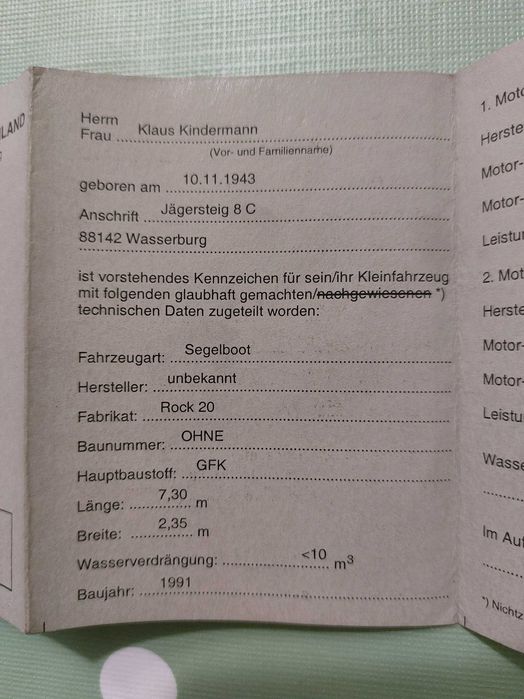 Herrn
Frau Klaus Kindermann
(Vor- und Familienname)
geboren am 10.11.1943
Anschrift Jägersteig 8 C
88142 Wasserburg
ist vorstehendes Kennzeichen für sein/ihr Kleinfahrzeug
mit folgenden glaubhaft gemachten/nachgewiesenen *)
technischen Daten zugeteilt worden:
Fahrzeugart: Segelboot
Hersteller: unbekannt
Fabrikat: Rock 20
Baunummer: OHNE
Hauptbaustoff: GFK
Länge: 7,30 m
Breite: 2,35 m
Wasserverdrängung: <10 m³
Baujahr: 1991
1. Moto
Herste
Motor-
Motor-
Leistu
2. Mot
Herste
Motor-
Motor-
Leistu
Wasse
Im Auf
*) Nichtz